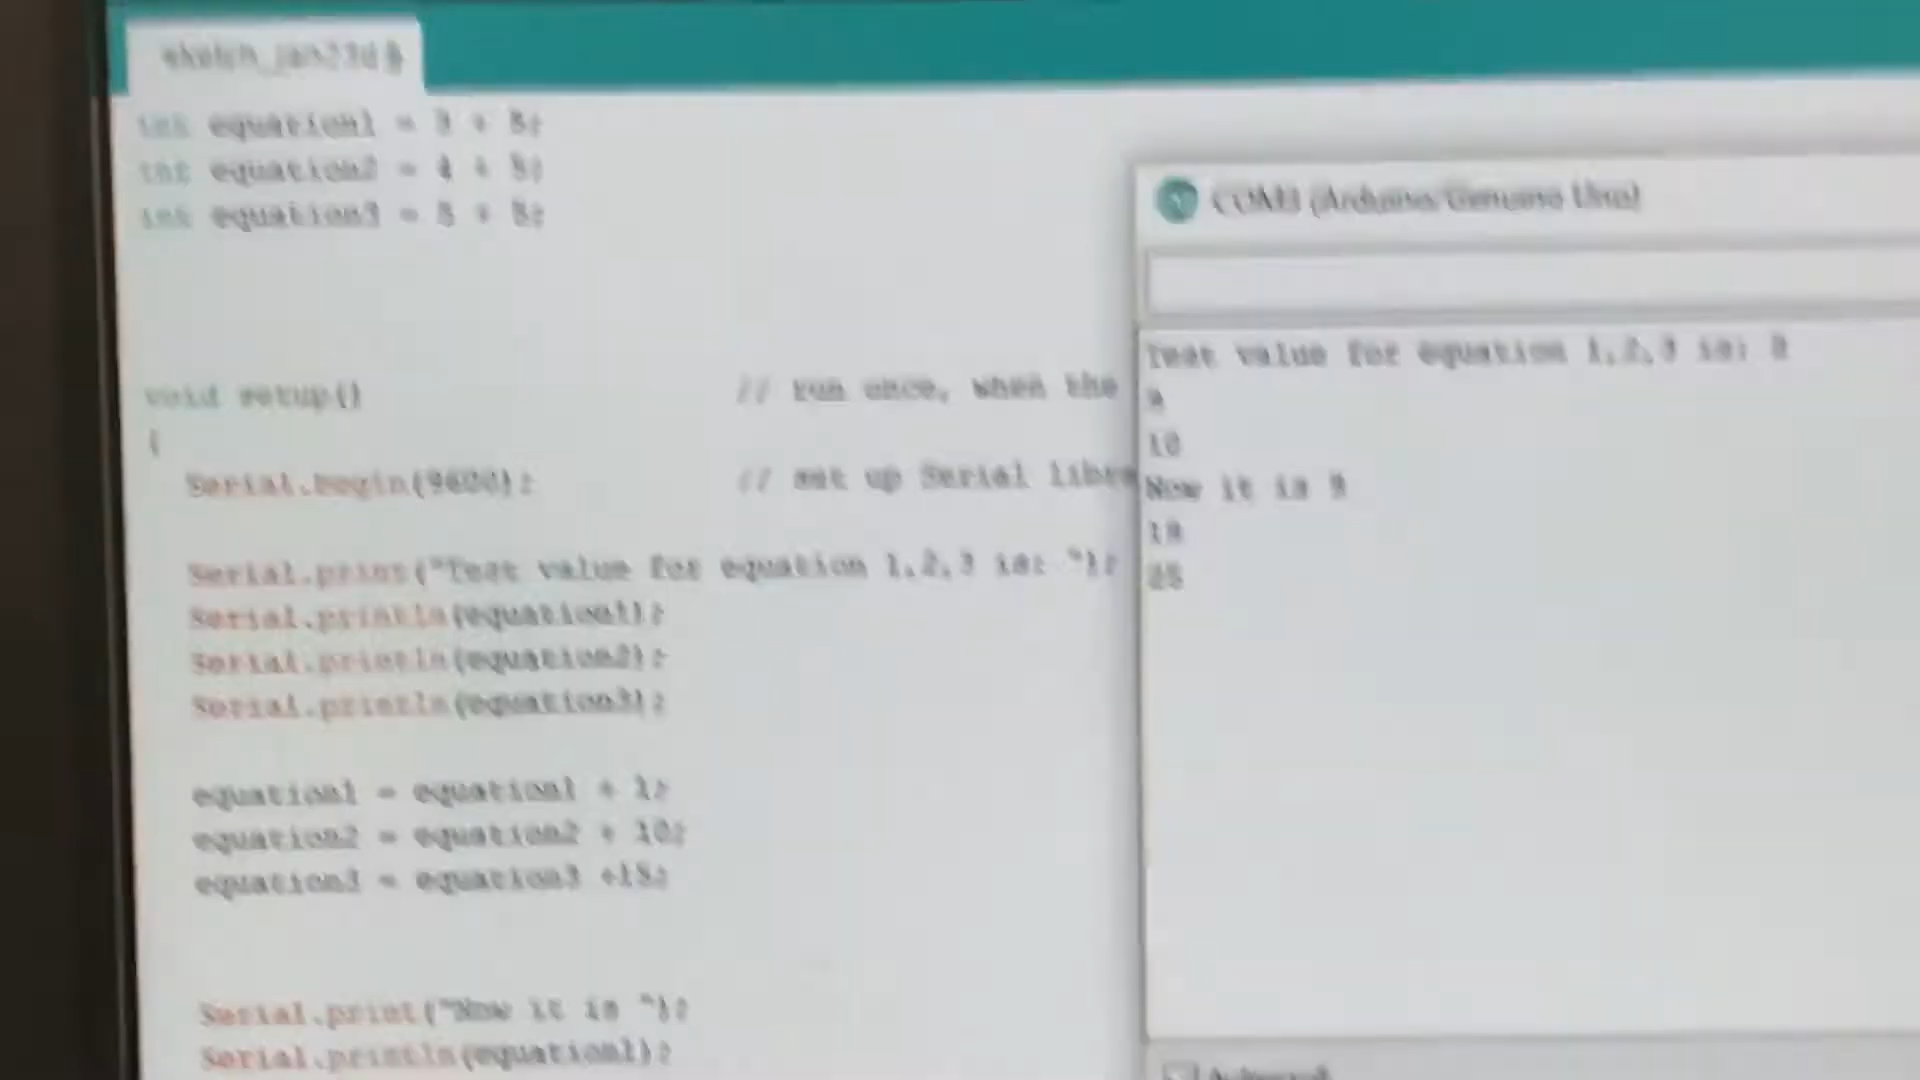 sketch_jan23d §
int equation1 = 3 + 5;
int equation2 = 4 + 5;
int equation3 = 5 + 5;
void setup() // run once, when the
{
Serial.begin(9600); // set up Serial libra
Serial.print("Test value for equation 1,2,3 is: ");
Serial.println(equation1);
Serial.println(equation2);
Serial.println(equation3);
equation1 = equation1 + 1;
equation2 = equation2 + 10;
equation3 = equation3 +15;
Serial.print("Now it is ");
Serial.println(equation1);
COM3 (Arduino/Genuino Uno)
Test value for equation 1,2,3 is: 8
9
10
Now it is 9
19
25